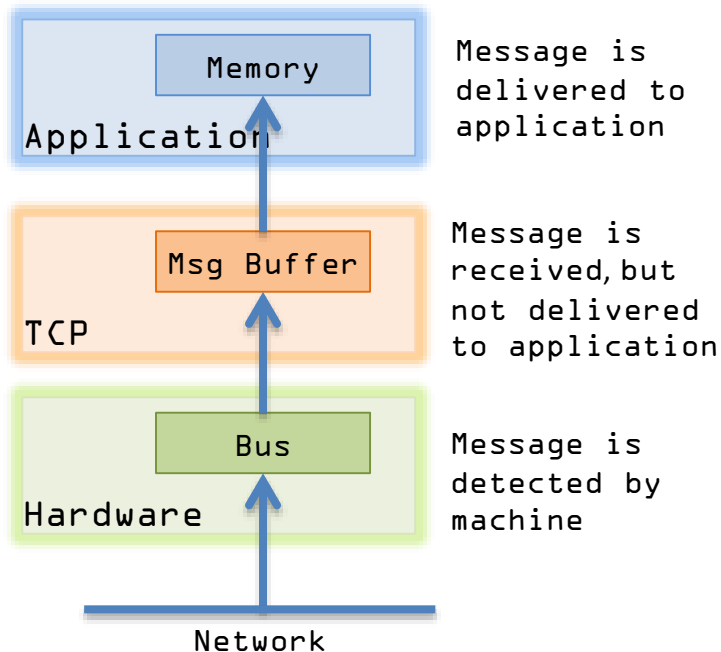 Memory
Application
Message is
delivered to
application
Msg Buffer
TCP
Message is
received, but
not delivered
to application
Bus
Hardware
Message is
detected by
machine
Network